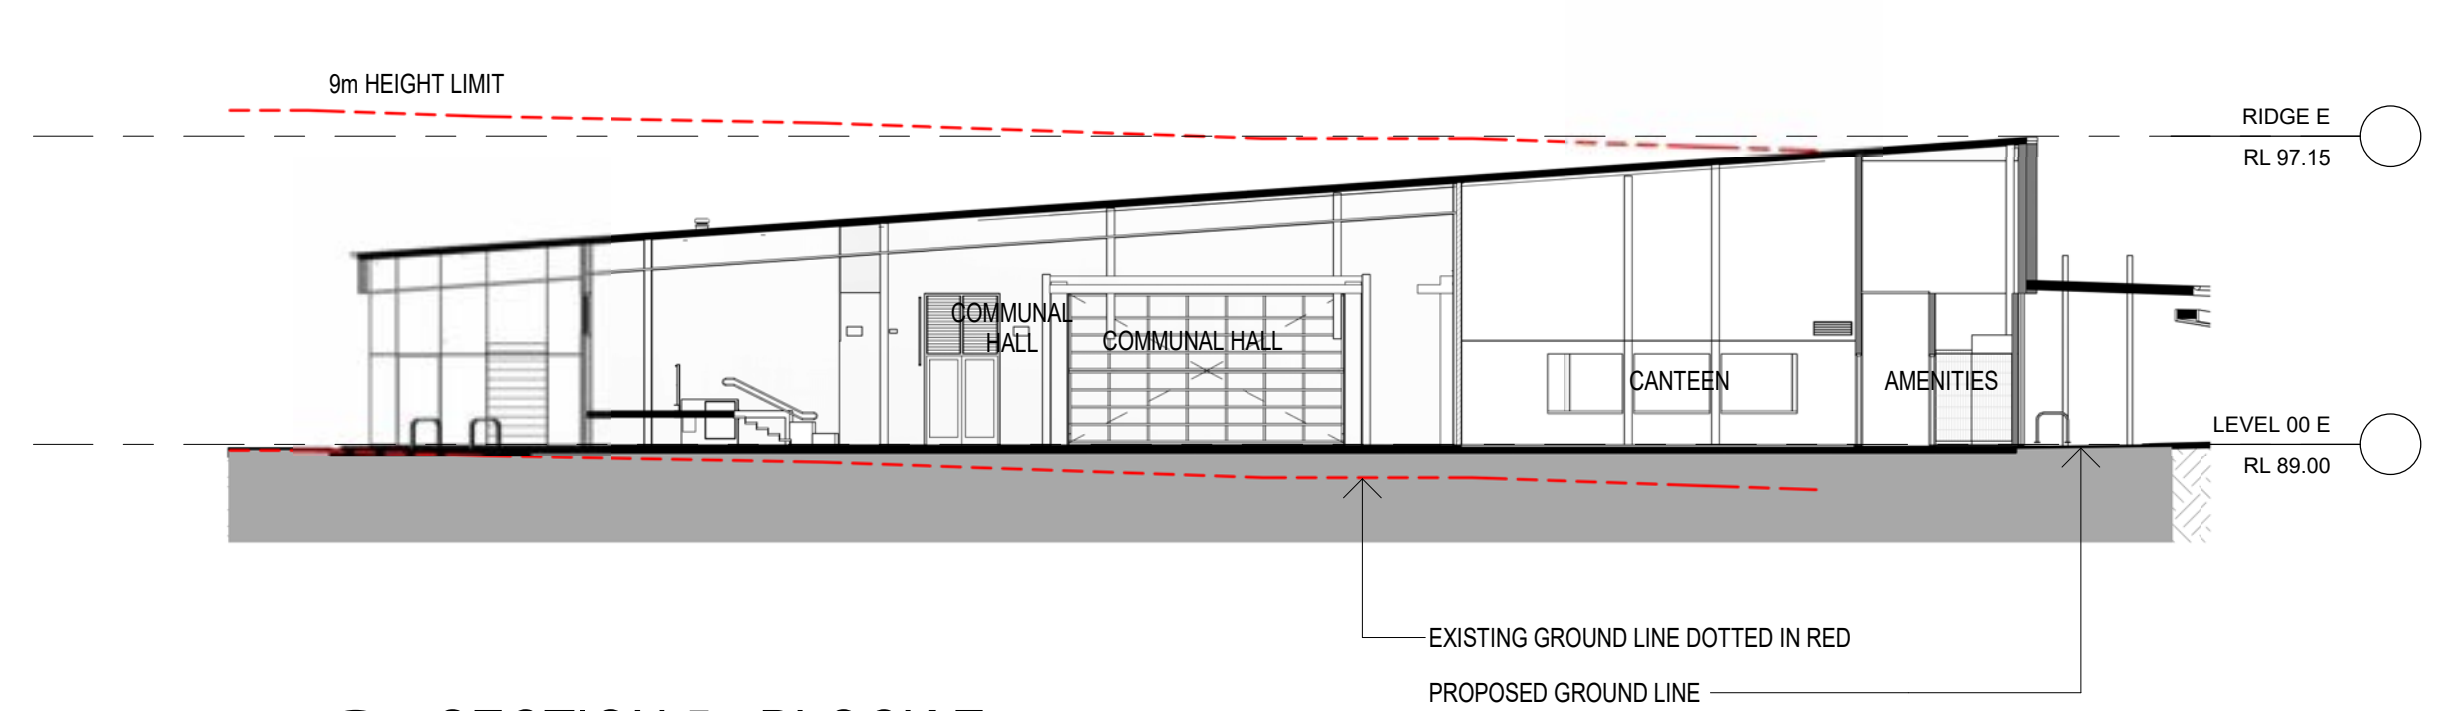 9m HEIGHT LIMIT
RIDGE E
RL 97.15
COMMUNAL
HALL
COMMUNAL HALL
CANTEEN
AMENITIES
LEVEL 00 E
RL 89.00
EXISTING GROUND LINE DOTTED IN RED
PROPOSED GROUND LINE